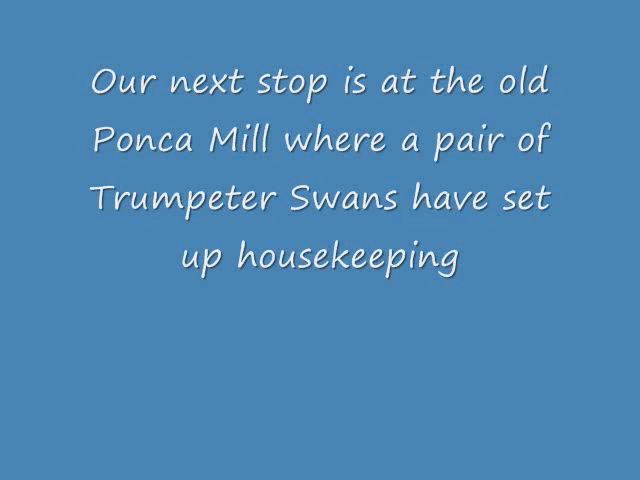 Our next stop is at the old
Ponca Mill where a pair of
Trumpeter Swans have set
up housekeeping